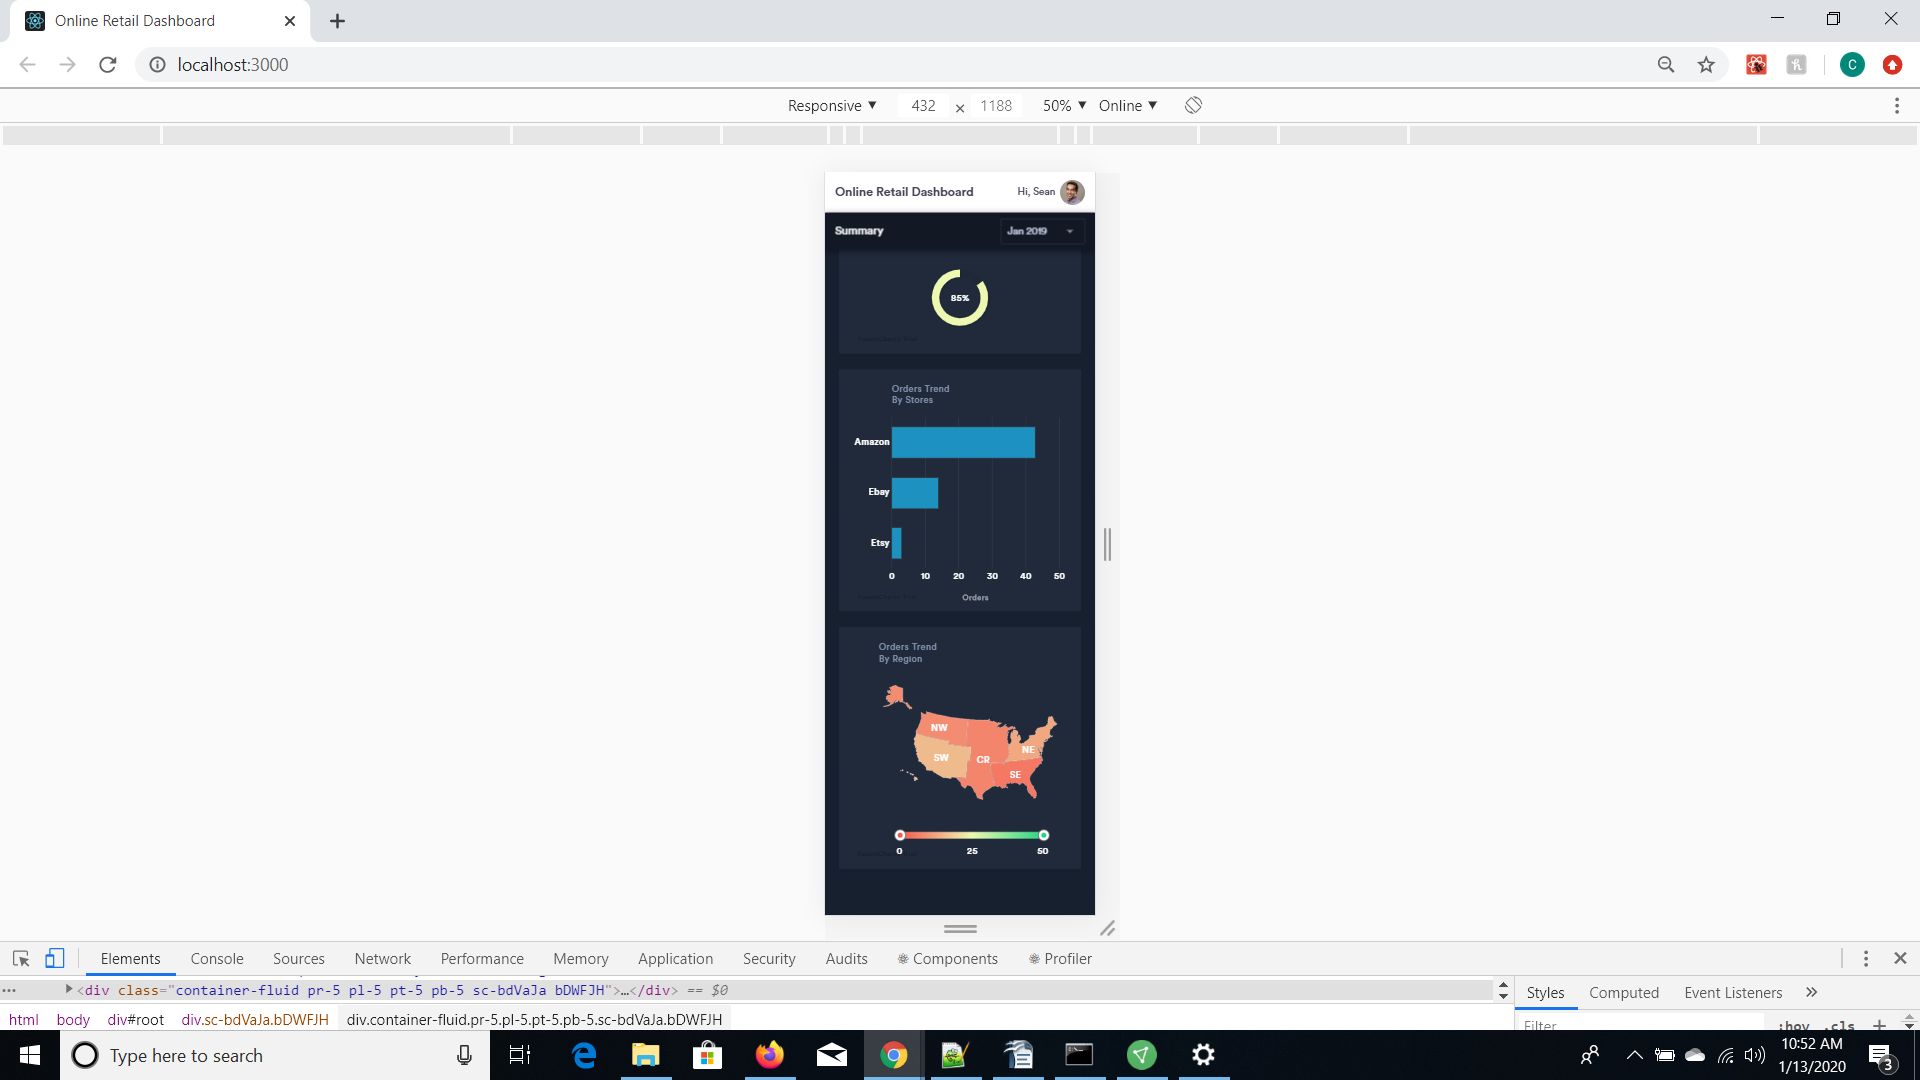 Online Retail Dashboard
localhost:3000
C
Responsive ▼ 432 × 1188 50% ▼ Online ▼
Online Retail Dashboard Hi, Sean
Summary Jan 2019
85%
Orders Trend
By Stores
Amazon
Ebay
Etsy
0 10 20 30 40 50
Orders
Orders Trend
By Region
NW
NE
SW
CR
SE
0 25 50
Elements Console Sources Network Performance Memory Application Security Audits Components Profiler
<div class="container-fluid pr-5 pl-5 pt-5 pb-5 sc-bdVaJa bDWFJH">…</div> == $0
Styles Computed Event Listeners »
html body div#root div.sc-bdVaJa.bDWFJH div.container-fluid.pr-5.pl-5.pt-5.pb-5.sc-bdVaJa.bDWFJH
Filter :hov .cls +
Type here to search
10:52 AM
1/13/2020
3